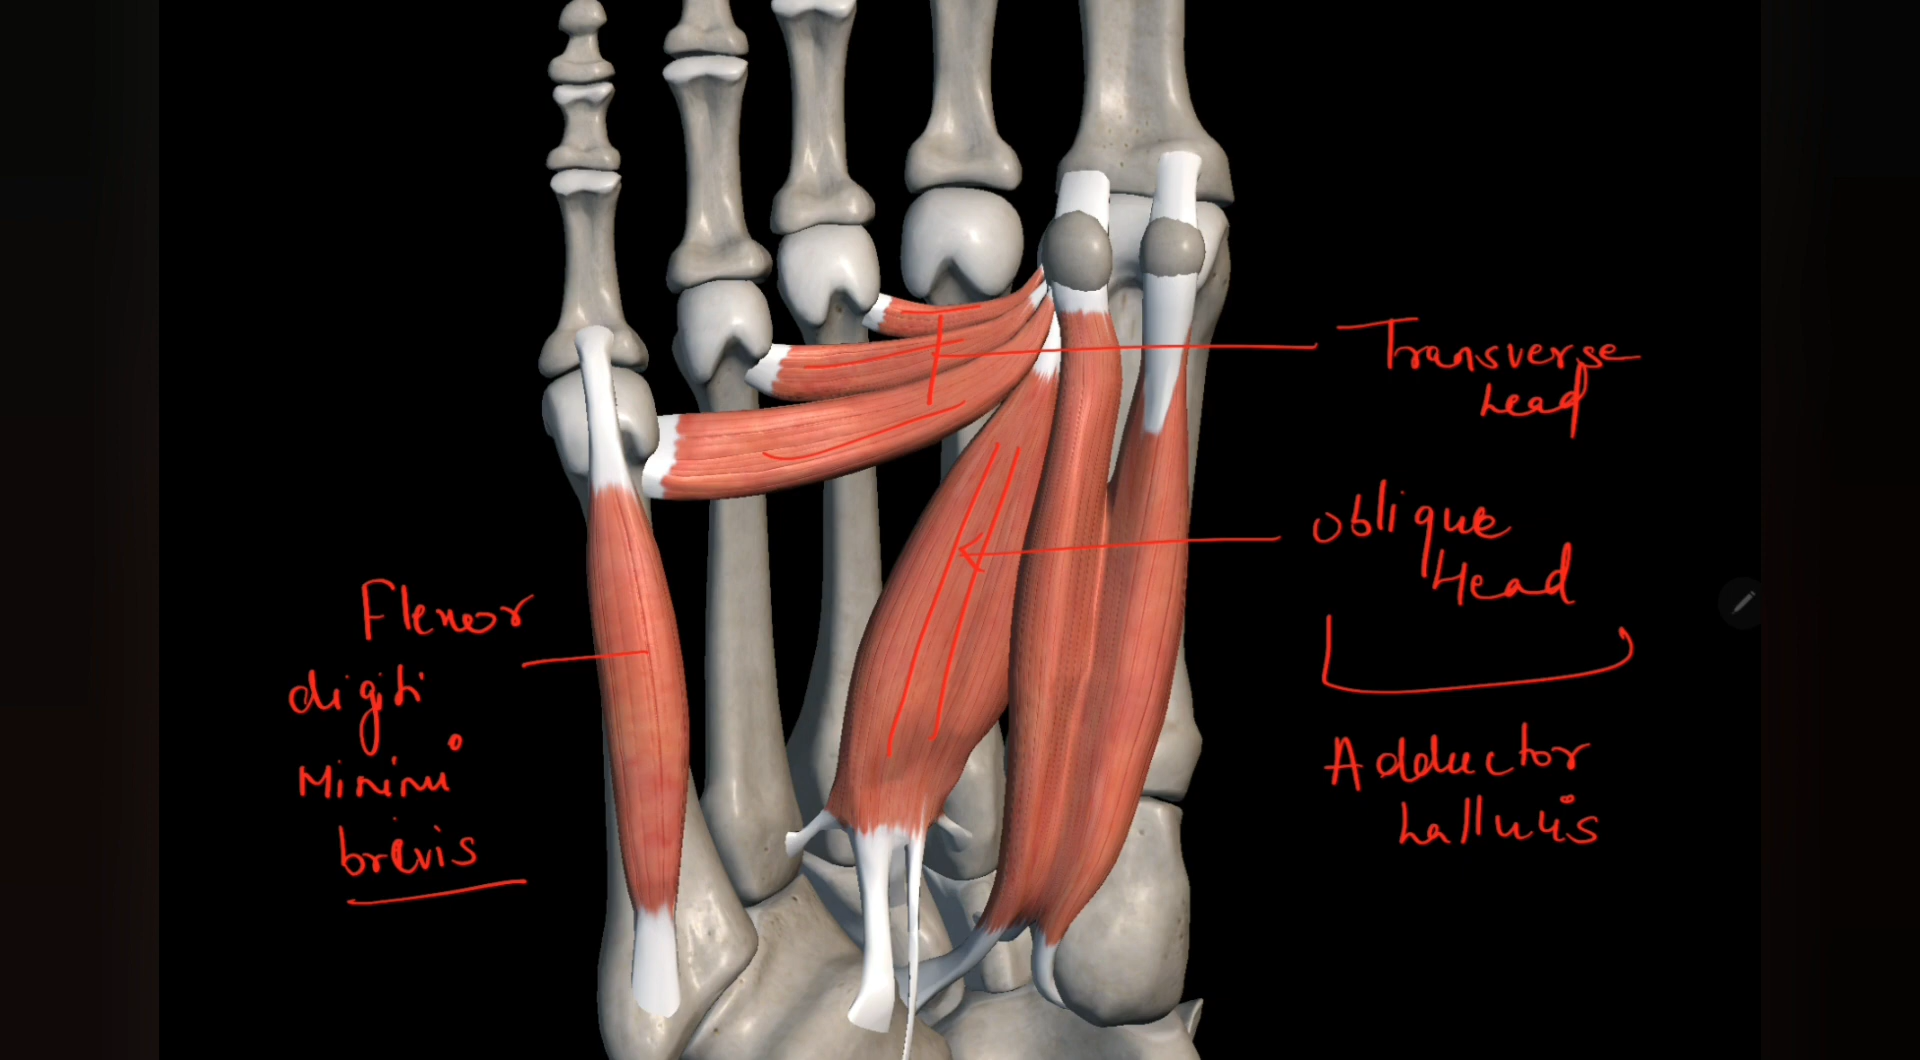 Transverse
head
Oblique
Head
Adductor
hallucis
Flexor
digiti
Minimi
brevis